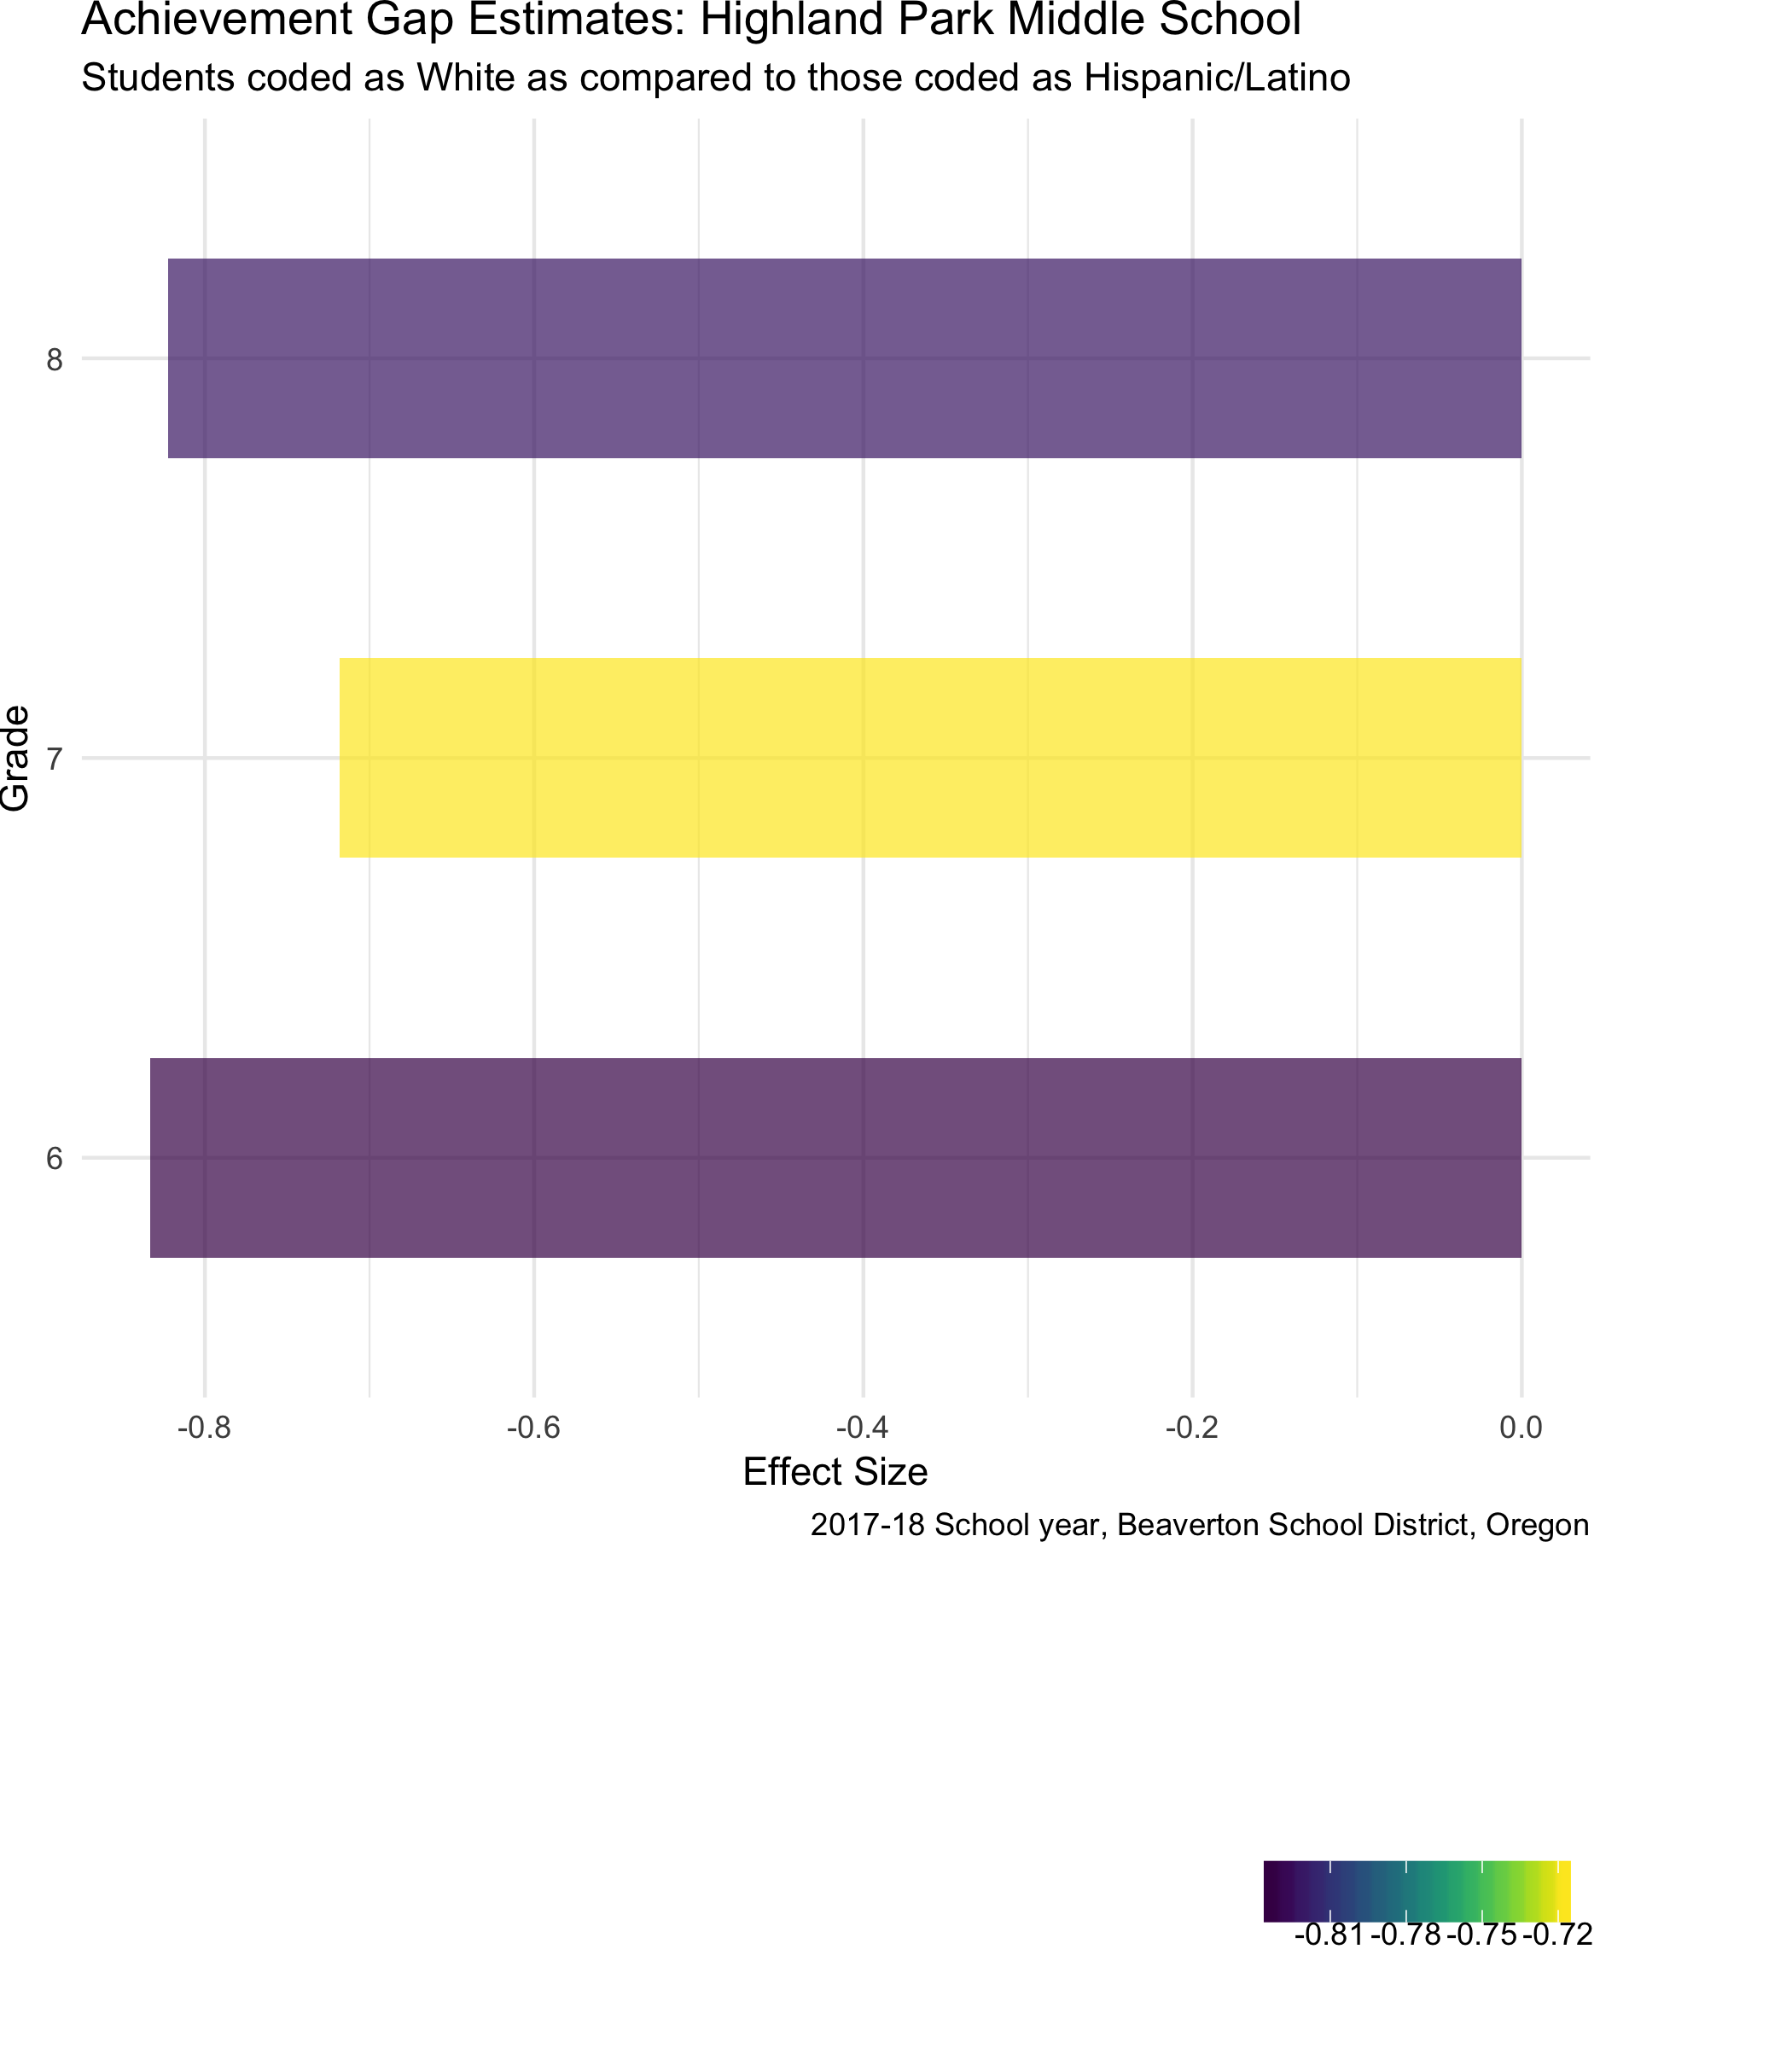 Achievement Gap Estimates: Highland Park Middle School
Students coded as White as compared to those coded as Hispanic/Latino
8
7
6
Grade
-0.8 -0.6 -0.4 -0.2 0.0
Effect Size
2017-18 School year, Beaverton School District, Oregon
-0.81 -0.78 -0.75 -0.72